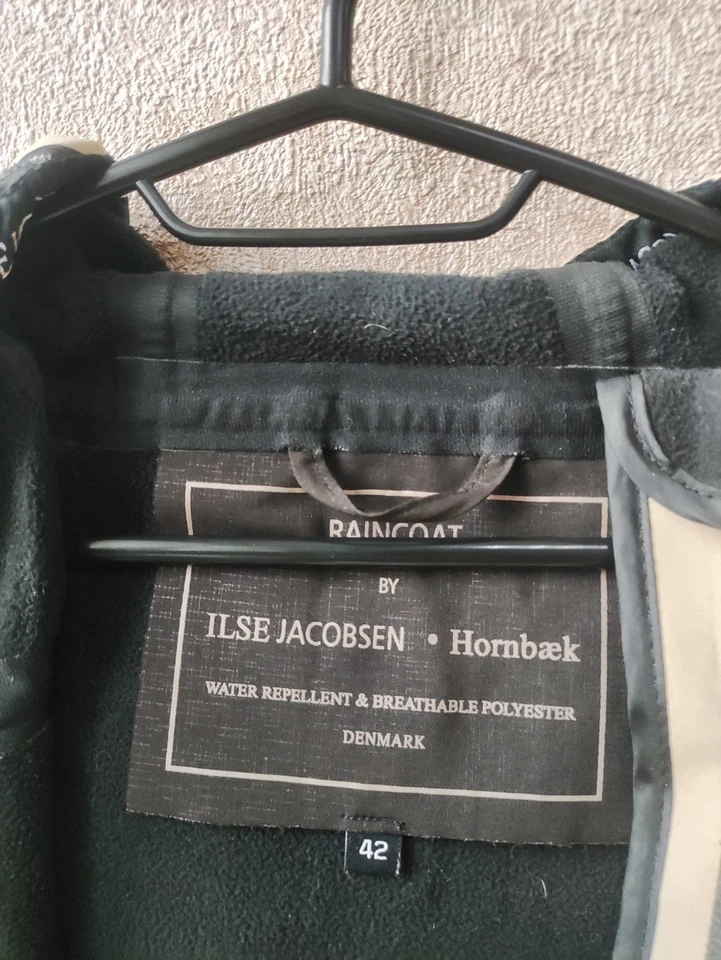 RAINCOAT
BY
ILSE JACOBSEN • Hornbæk
WATER REPELLENT & BREATHABLE POLYESTER
DENMARK
42